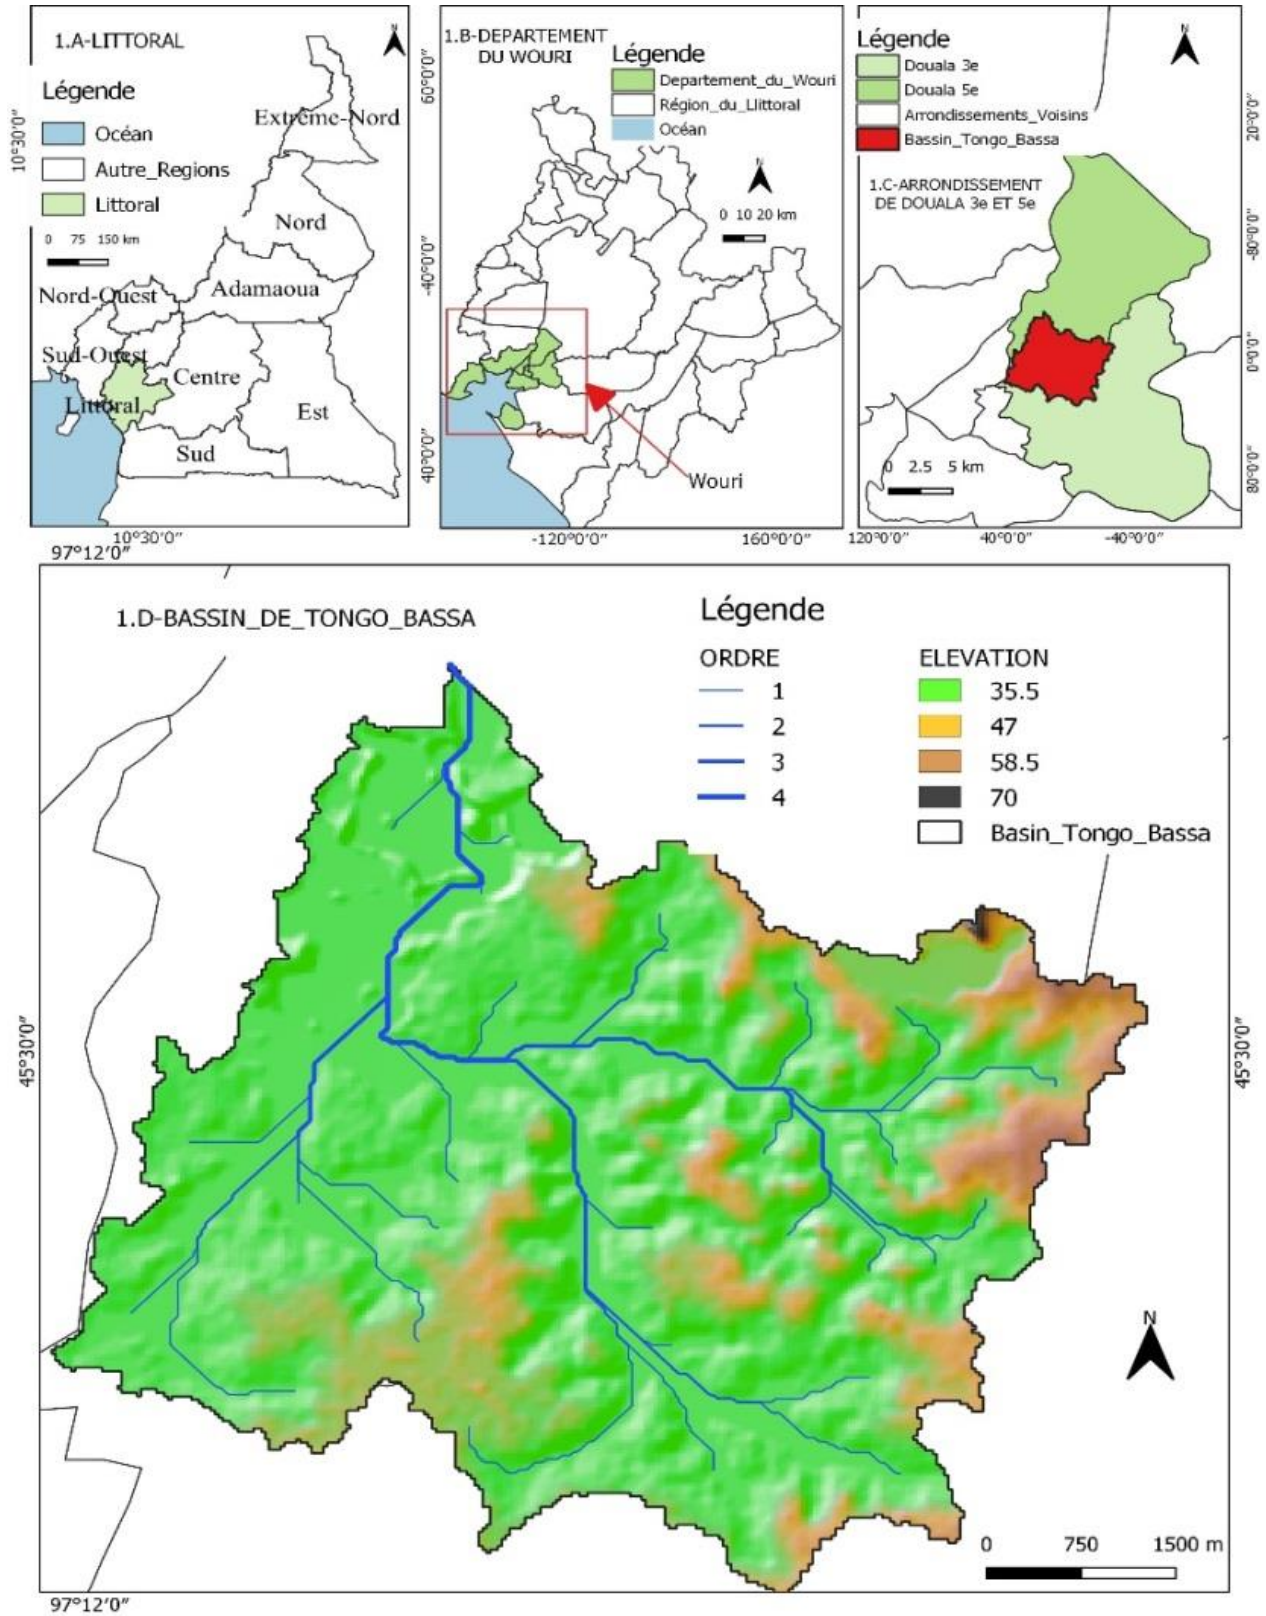 1.A-LITTORAL
N
Légende
Océan
Autre_Regions
Littoral
0 75 150 km
Extrême-Nord
Nord
Adamaoua
Nord-Ouest
Sud-Ouest
Centre
Littoral
Est
Sud
10°30'0"
10°30'0"
97°12'0"
1.B-DEPARTEMENT
DU WOURI
Légende
Departement_du_Wouri
Région_du_Llittoral
Océan
N
0 10 20 km
Wouri
60°0'0"
-40°0'0"
40°0'0"
-120°0'0"
160°0'0"
Légende
Douala 3e
Douala 5e
Arrondissements_Voisins
Bassin_Tongo_Bassa
N
1.C-ARRONDISSEMENT
DE DOUALA 3e ET 5e
0 2.5 5 km
20°0'0"
-80°0'0"
0°0'0"
80°0'0"
120°0'0"
40°0'0"
-40°0'0"
1.D-BASSIN_DE_TONGO_BASSA
Légende
ORDRE
1
2
3
4
ELEVATION
35.5
47
58.5
70
Basin_Tongo_Bassa
45°30'0"
45°30'0"
N
0 750 1500 m
97°12'0"